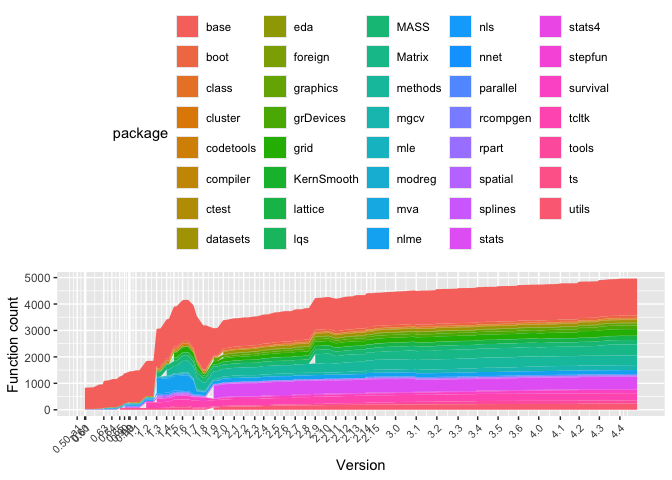 base eda MASS nls stats4
boot foreign Matrix nnet stepfun
class graphics methods parallel survival
cluster grDevices mgcv rcompgen tcltk
package
codetools grid mle rpart tools
compiler KernSmooth modreg spatial ts
ctest lattice mva splines utils
datasets lqs nlme stats
5000
4000
3000
2000
1000
0
Function count
0.63 1.2 1.3 1.4 1.5 1.6 1.7 1.8 1.9 2.0 2.1 2.2 2.3 2.4 2.5 2.6 2.7 2.8 2.9 2.10 2.11 2.12 2.13 2.14 2.15 3.0 3.1 3.2 3.3 3.4 3.5 3.6 4.0 4.1 4.2 4.3 4.4
Version